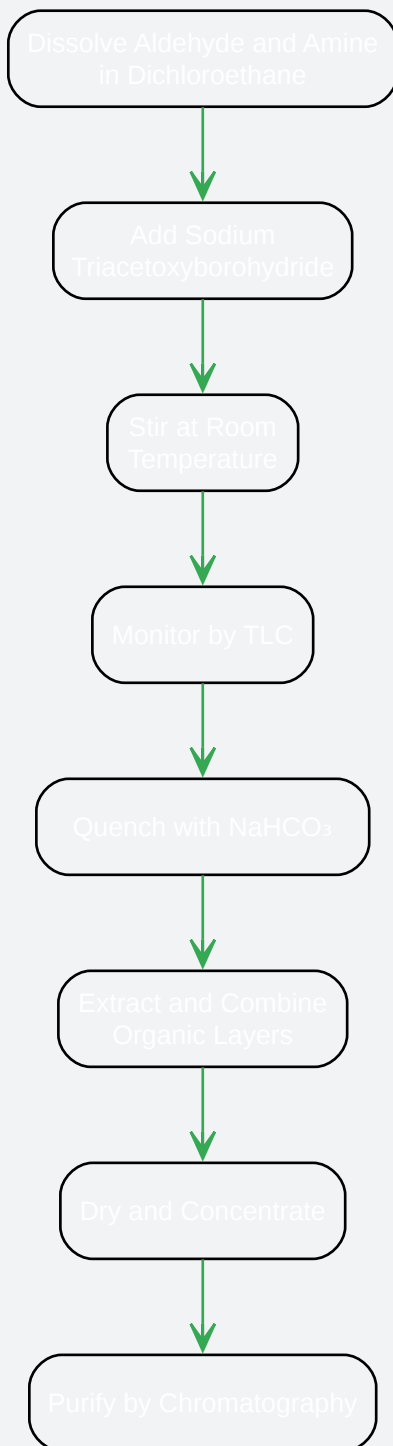 Dissolve Aldehyde and Amine
in Dichloroethane
Add Sodium
Triacetoxyborohydride
Stir at Room
Temperature
Monitor by TLC
Quench with NaHCO₃
Extract and Combine
Organic Layers
Dry and Concentrate
Purify by Chromatography